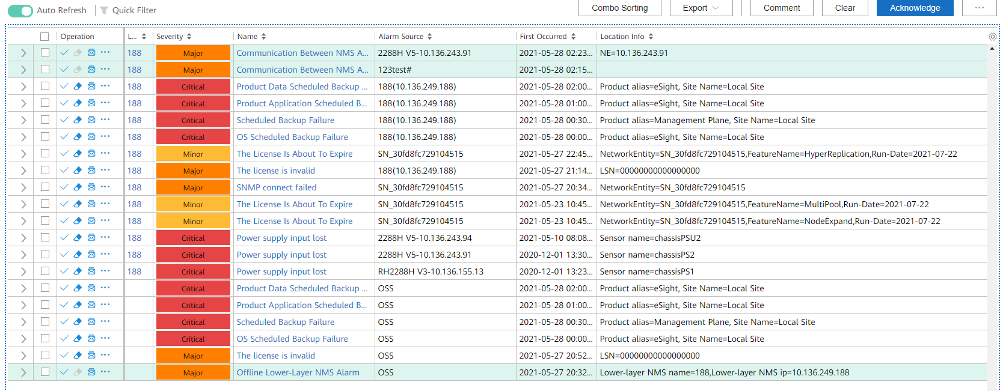 Auto Refresh Quick Filter Combo Sorting Export Comment Clear Acknowledge ...
Operation L... Severity Name Alarm Source First Occurred Location Info
188 Major Communication Between NMS A... 2288H V5-10.136.243.91 2021-05-28 02:23... NE=10.136.243.91
188 Major Communication Between NMS A... 123test# 2021-05-28 02:15...
188 Critical Product Data Scheduled Backup ... 188(10.136.249.188) 2021-05-28 02:00... Product alias=eSight, Site Name=Local Site
188 Critical Product Application Scheduled B... 188(10.136.249.188) 2021-05-28 01:00... Product alias=eSight, Site Name=Local Site
188 Critical Scheduled Backup Failure 188(10.136.249.188) 2021-05-28 00:30... Product alias=Management Plane, Site Name=Local Site
188 Critical OS Scheduled Backup Failure 188(10.136.249.188) 2021-05-28 00:00... Product alias=eSight, Site Name=Local Site
188 Minor The License Is About To Expire SN_30fd8fc729104515 2021-05-27 22:45... NetworkEntity=SN_30fd8fc729104515,FeatureName=HyperReplication,Run-Date=2021-07-22
188 Major The license is invalid 188(10.136.249.188) 2021-05-27 21:14... LSN=00000000000000000
188 Major SNMP connect failed SN_30fd8fc729104515 2021-05-27 20:34... NetworkEntity=SN_30fd8fc729104515
188 Minor The License Is About To Expire SN_30fd8fc729104515 2021-05-23 10:45... NetworkEntity=SN_30fd8fc729104515,FeatureName=MultiPool,Run-Date=2021-07-22
188 Minor The License Is About To Expire SN_30fd8fc729104515 2021-05-23 10:45... NetworkEntity=SN_30fd8fc729104515,FeatureName=NodeExpand,Run-Date=2021-07-22
188 Critical Power supply input lost 2288H V5-10.136.243.94 2021-05-10 08:08... Sensor name=chassisPSU2
188 Critical Power supply input lost 2288H V5-10.136.243.91 2020-12-01 13:30... Sensor name=chassisPS2
188 Critical Power supply input lost RH2288H V3-10.136.155.13 2020-12-01 13:23... Sensor name=chassisPS1
Critical Product Data Scheduled Backup ... OSS 2021-05-28 02:00... Product alias=eSight, Site Name=Local Site
Critical Product Application Scheduled B... OSS 2021-05-28 01:00... Product alias=eSight, Site Name=Local Site
Critical Scheduled Backup Failure OSS 2021-05-28 00:30... Product alias=Management Plane, Site Name=Local Site
Critical OS Scheduled Backup Failure OSS 2021-05-28 00:00... Product alias=eSight, Site Name=Local Site
Major The license is invalid OSS 2021-05-27 20:52... LSN=00000000000000000
Major Offline Lower-Layer NMS Alarm OSS 2021-05-27 20:32... Lower-layer NMS name=188,Lower-layer NMS ip=10.136.249.188